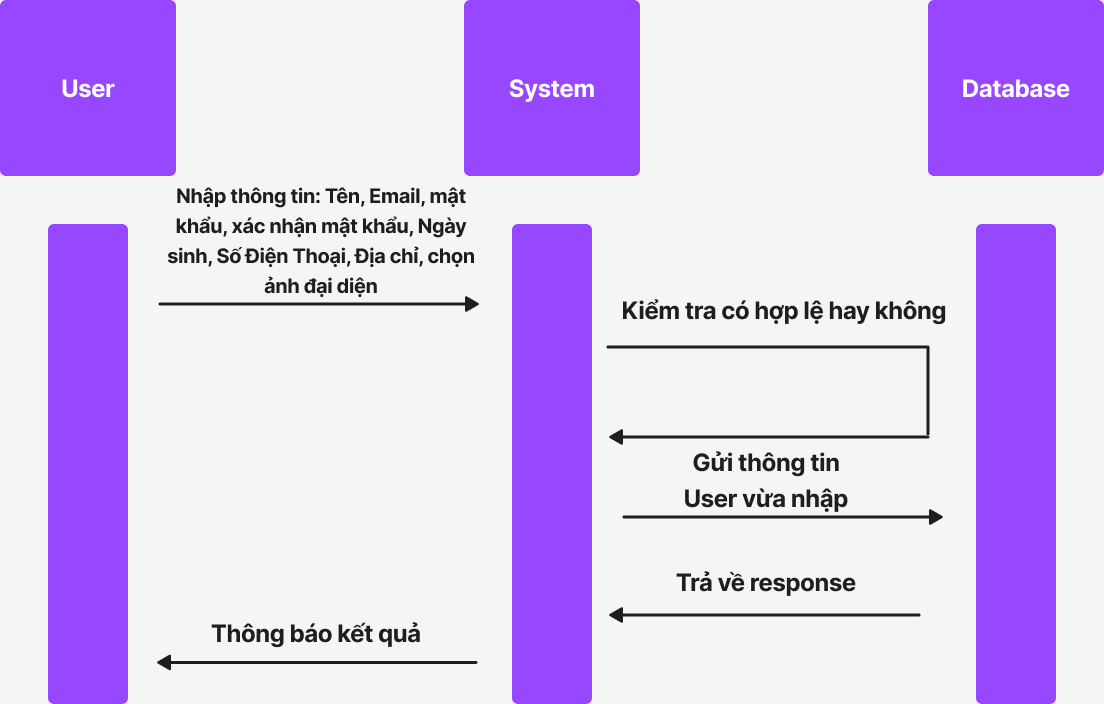 User
System
Database
Nhập thông tin: Tên, Email, mật
khẩu, xác nhận mật khẩu, Ngày
sinh, Số Điện Thoại, Địa chỉ, chọn
ảnh đại diện
Kiểm tra có hợp lệ hay không
Gửi thông tin
User vừa nhập
Trả về response
Thông báo kết quả